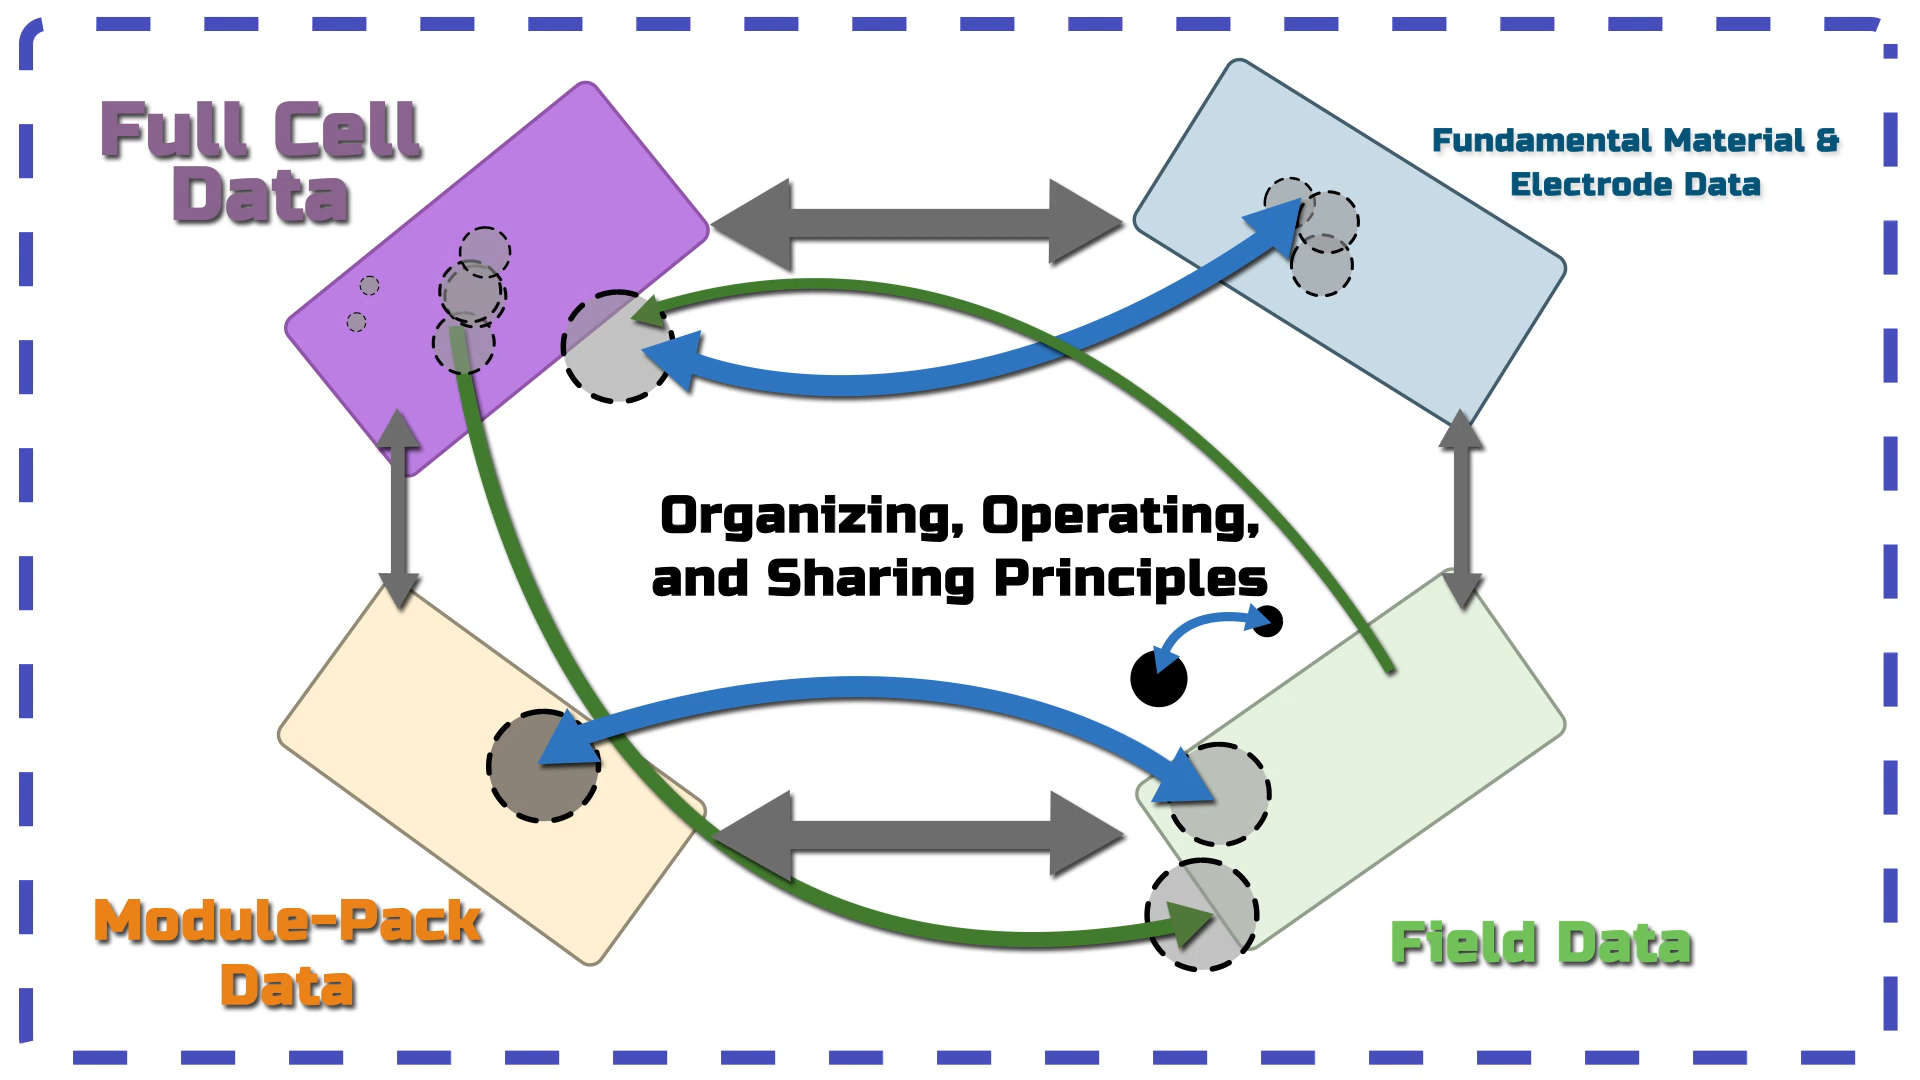 Full Cell
Data
Fundamental Material &
Electrode Data
Organizing, Operating,
and Sharing Principles
Module-Pack
Data
Field Data